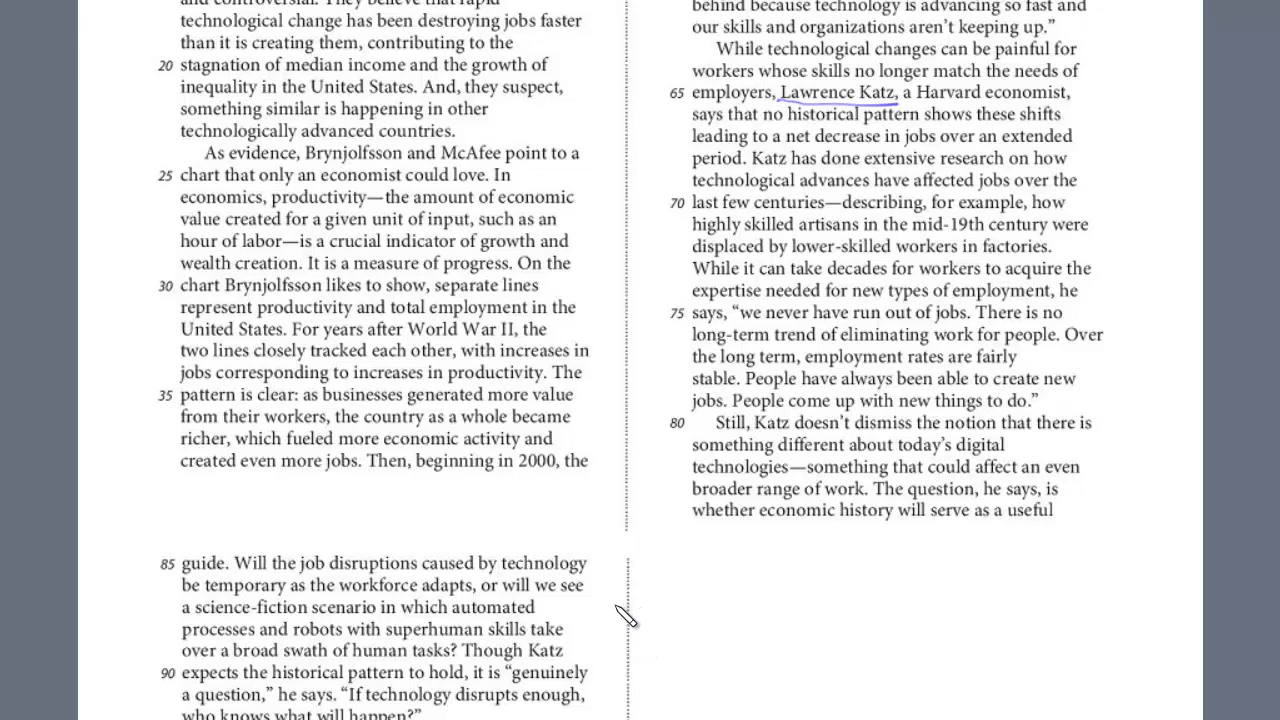 and controversial. They believe that rapid
technological change has been destroying jobs faster
than it is creating them, contributing to the
20 stagnation of median income and the growth of
inequality in the United States. And, they suspect,
something similar is happening in other
technologically advanced countries.
As evidence, Brynjolfsson and McAfee point to a
25 chart that only an economist could love. In
economics, productivity—the amount of economic
value created for a given unit of input, such as an
hour of labor—is a crucial indicator of growth and
wealth creation. It is a measure of progress. On the
30 chart Brynjolfsson likes to show, separate lines
represent productivity and total employment in the
United States. For years after World War II, the
two lines closely tracked each other, with increases in
jobs corresponding to increases in productivity. The
35 pattern is clear: as businesses generated more value
from their workers, the country as a whole became
richer, which fueled more economic activity and
created even more jobs. Then, beginning in 2000, the
behind because technology is advancing so fast and
our skills and organizations aren’t keeping up.”
While technological changes can be painful for
workers whose skills no longer match the needs of
65 employers, Lawrence Katz, a Harvard economist,
says that no historical pattern shows these shifts
leading to a net decrease in jobs over an extended
period. Katz has done extensive research on how
technological advances have affected jobs over the
70 last few centuries—describing, for example, how
highly skilled artisans in the mid-19th century were
displaced by lower-skilled workers in factories.
While it can take decades for workers to acquire the
expertise needed for new types of employment, he
75 says, “we never have run out of jobs. There is no
long-term trend of eliminating work for people. Over
the long term, employment rates are fairly
stable. People have always been able to create new
jobs. People come up with new things to do.”
80 Still, Katz doesn’t dismiss the notion that there is
something different about today’s digital
technologies—something that could affect an even
broader range of work. The question, he says, is
whether economic history will serve as a useful
85 guide. Will the job disruptions caused by technology
be temporary as the workforce adapts, or will we see
a science-fiction scenario in which automated
processes and robots with superhuman skills take
over a broad swath of human tasks? Though Katz
90 expects the historical pattern to hold, it is “genuinely
a question,” he says. “If technology disrupts enough,
who knows what will happen?”